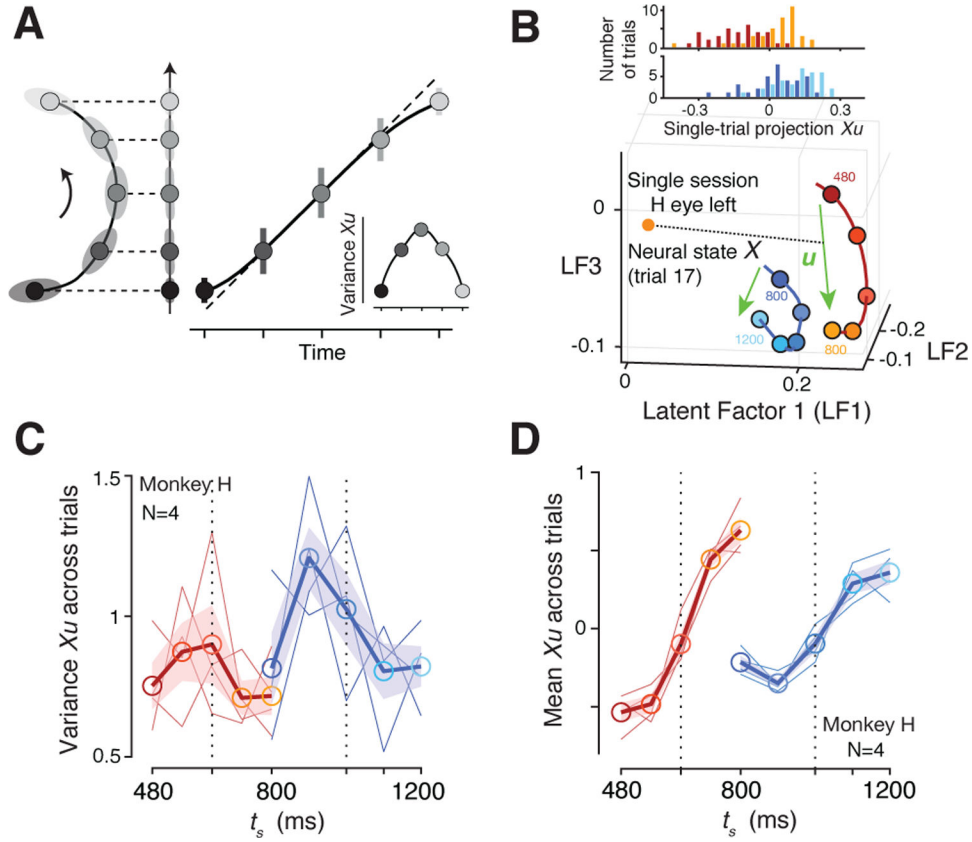 A
Variance Xu
Time
B
Number
of trials
10
5
0
5
0
-0.3
0
0.3
Single-trial projection Xu
Single session
H eye left
Neural state X
(trial 17)
u
480
800
800
1200
0
-0.1
LF3
0
0.2
-0.2
-0.1
LF2
Latent Factor 1 (LF1)
C
Variance Xu across trials
1.5
1
0.5
Monkey H
N=4
480
800
1200
ts (ms)
D
Mean Xu across trials
1
0
Monkey H
N=4
480
800
1200
ts (ms)